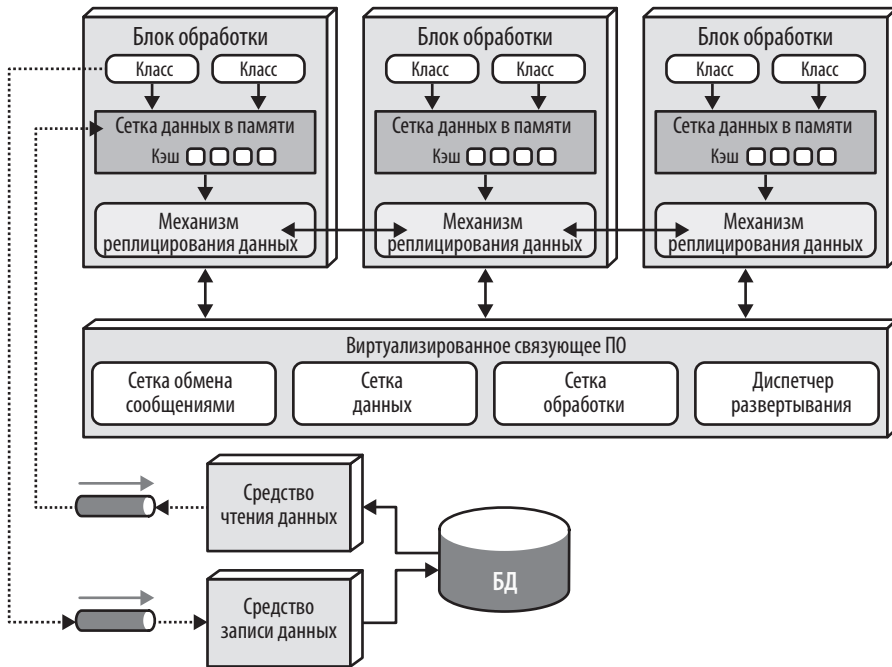 Блок обработки
Блок обработки
Блок обработки
Класс
Класс
Класс
Класс
Класс
Класс
Сетка данных в памяти
Сетка данных в памяти
Сетка данных в памяти
Кэш
Кэш
Кэш
Механизм
реплицирования данных
Механизм
реплицирования данных
Механизм
реплицирования данных
Виртуализированное связующее ПО
Сетка обмена
сообщениями
Сетка
данных
Сетка
обработки
Диспетчер
развертывания
Средство
чтения данных
БД
Средство
записи данных